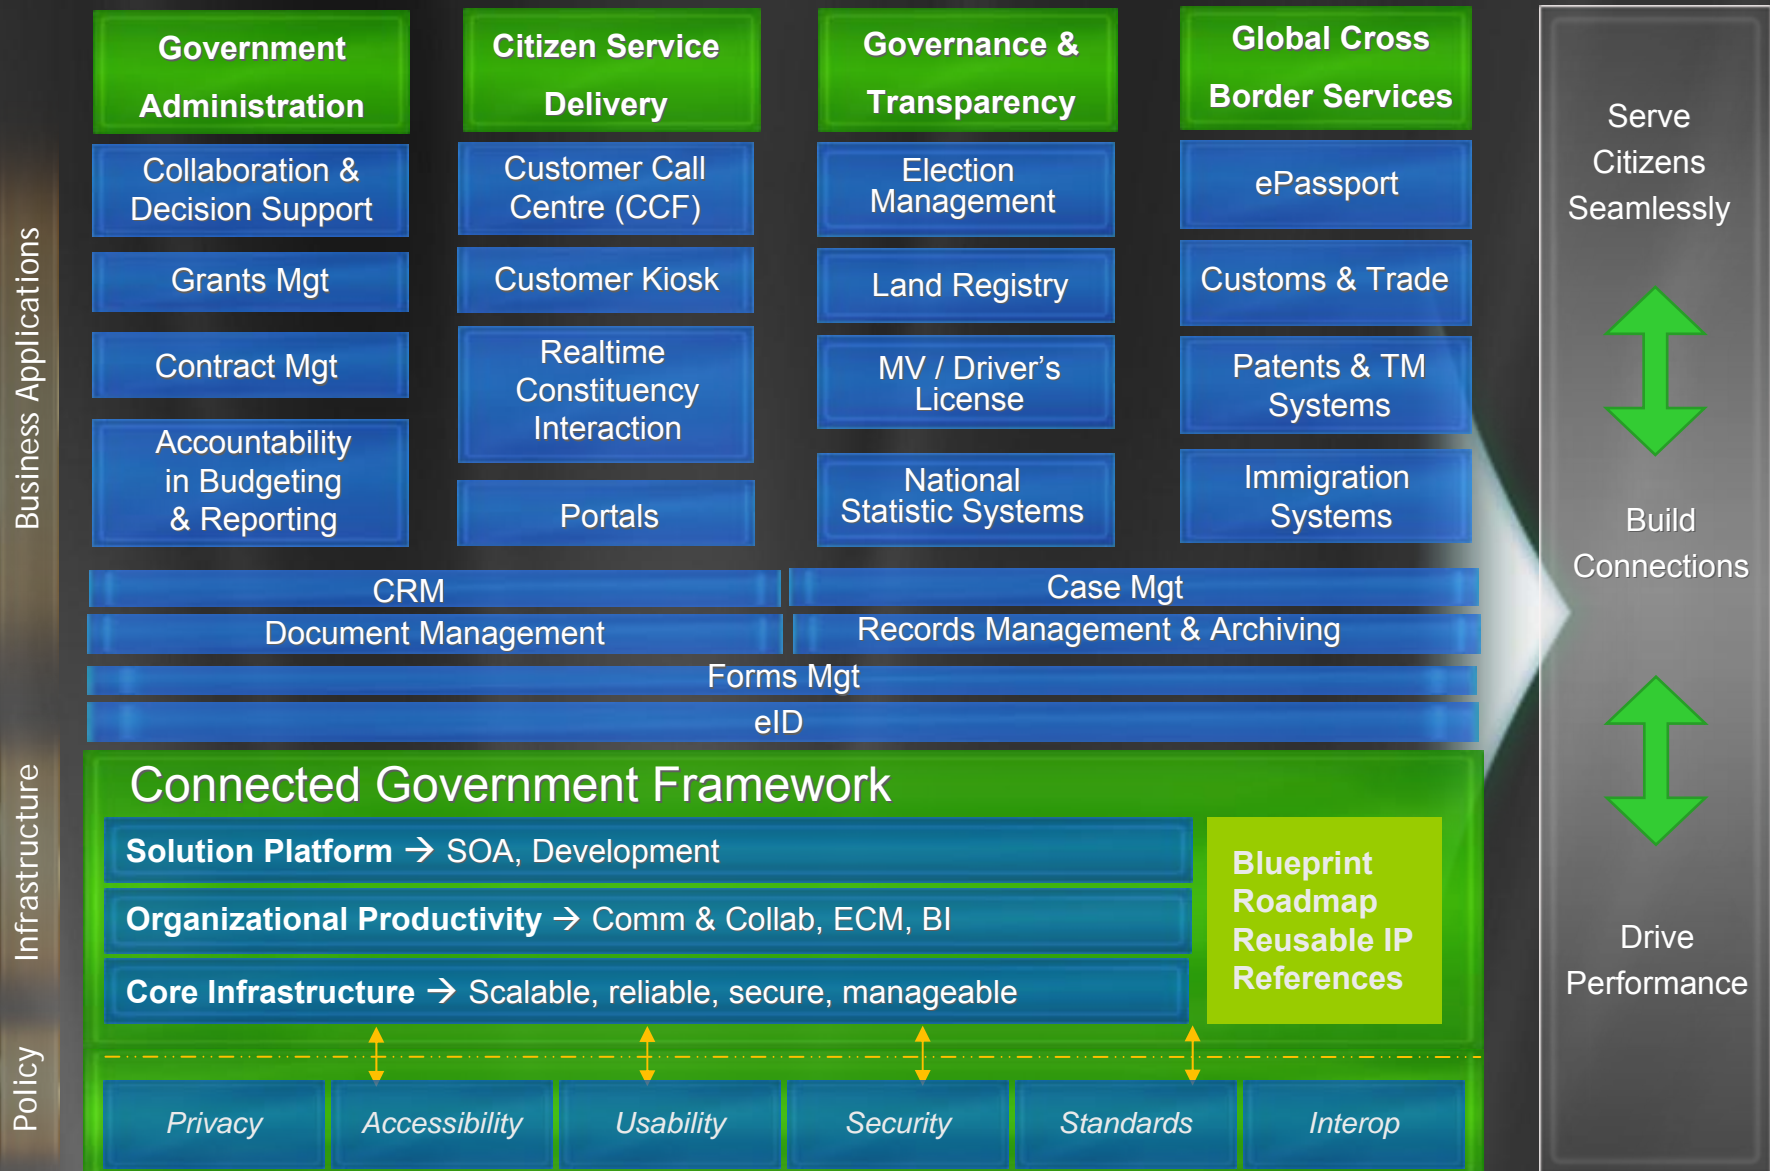 Government
Administration
Collaboration &
Decision Support
Grants Mgt
Contract Mgt
Accountability
in Budgeting
& Reporting
Citizen Service
Delivery
Customer Call
Centre (CCF)
Customer Kiosk
Realtime
Constituency
Interaction
Portals
Governance &
Transparency
Election
Management
Land Registry
MV / Driver’s
License
National
Statistic Systems
Global Cross
Border Services
ePassport
Customs & Trade
Patents & TM
Systems
Immigration
Systems
Business Applications
CRM
Case Mgt
Document Management
Records Management & Archiving
Forms Mgt
eID
Infrastructure
Connected Government Framework
Solution Platform → SOA, Development
Organizational Productivity → Comm & Collab, ECM, BI
Core Infrastructure → Scalable, reliable, secure, manageable
Blueprint
Roadmap
Reusable IP
References
Policy
Privacy
Accessibility
Usability
Security
Standards
Interop
Serve
Citizens
Seamlessly
Build
Connections
Drive
Performance